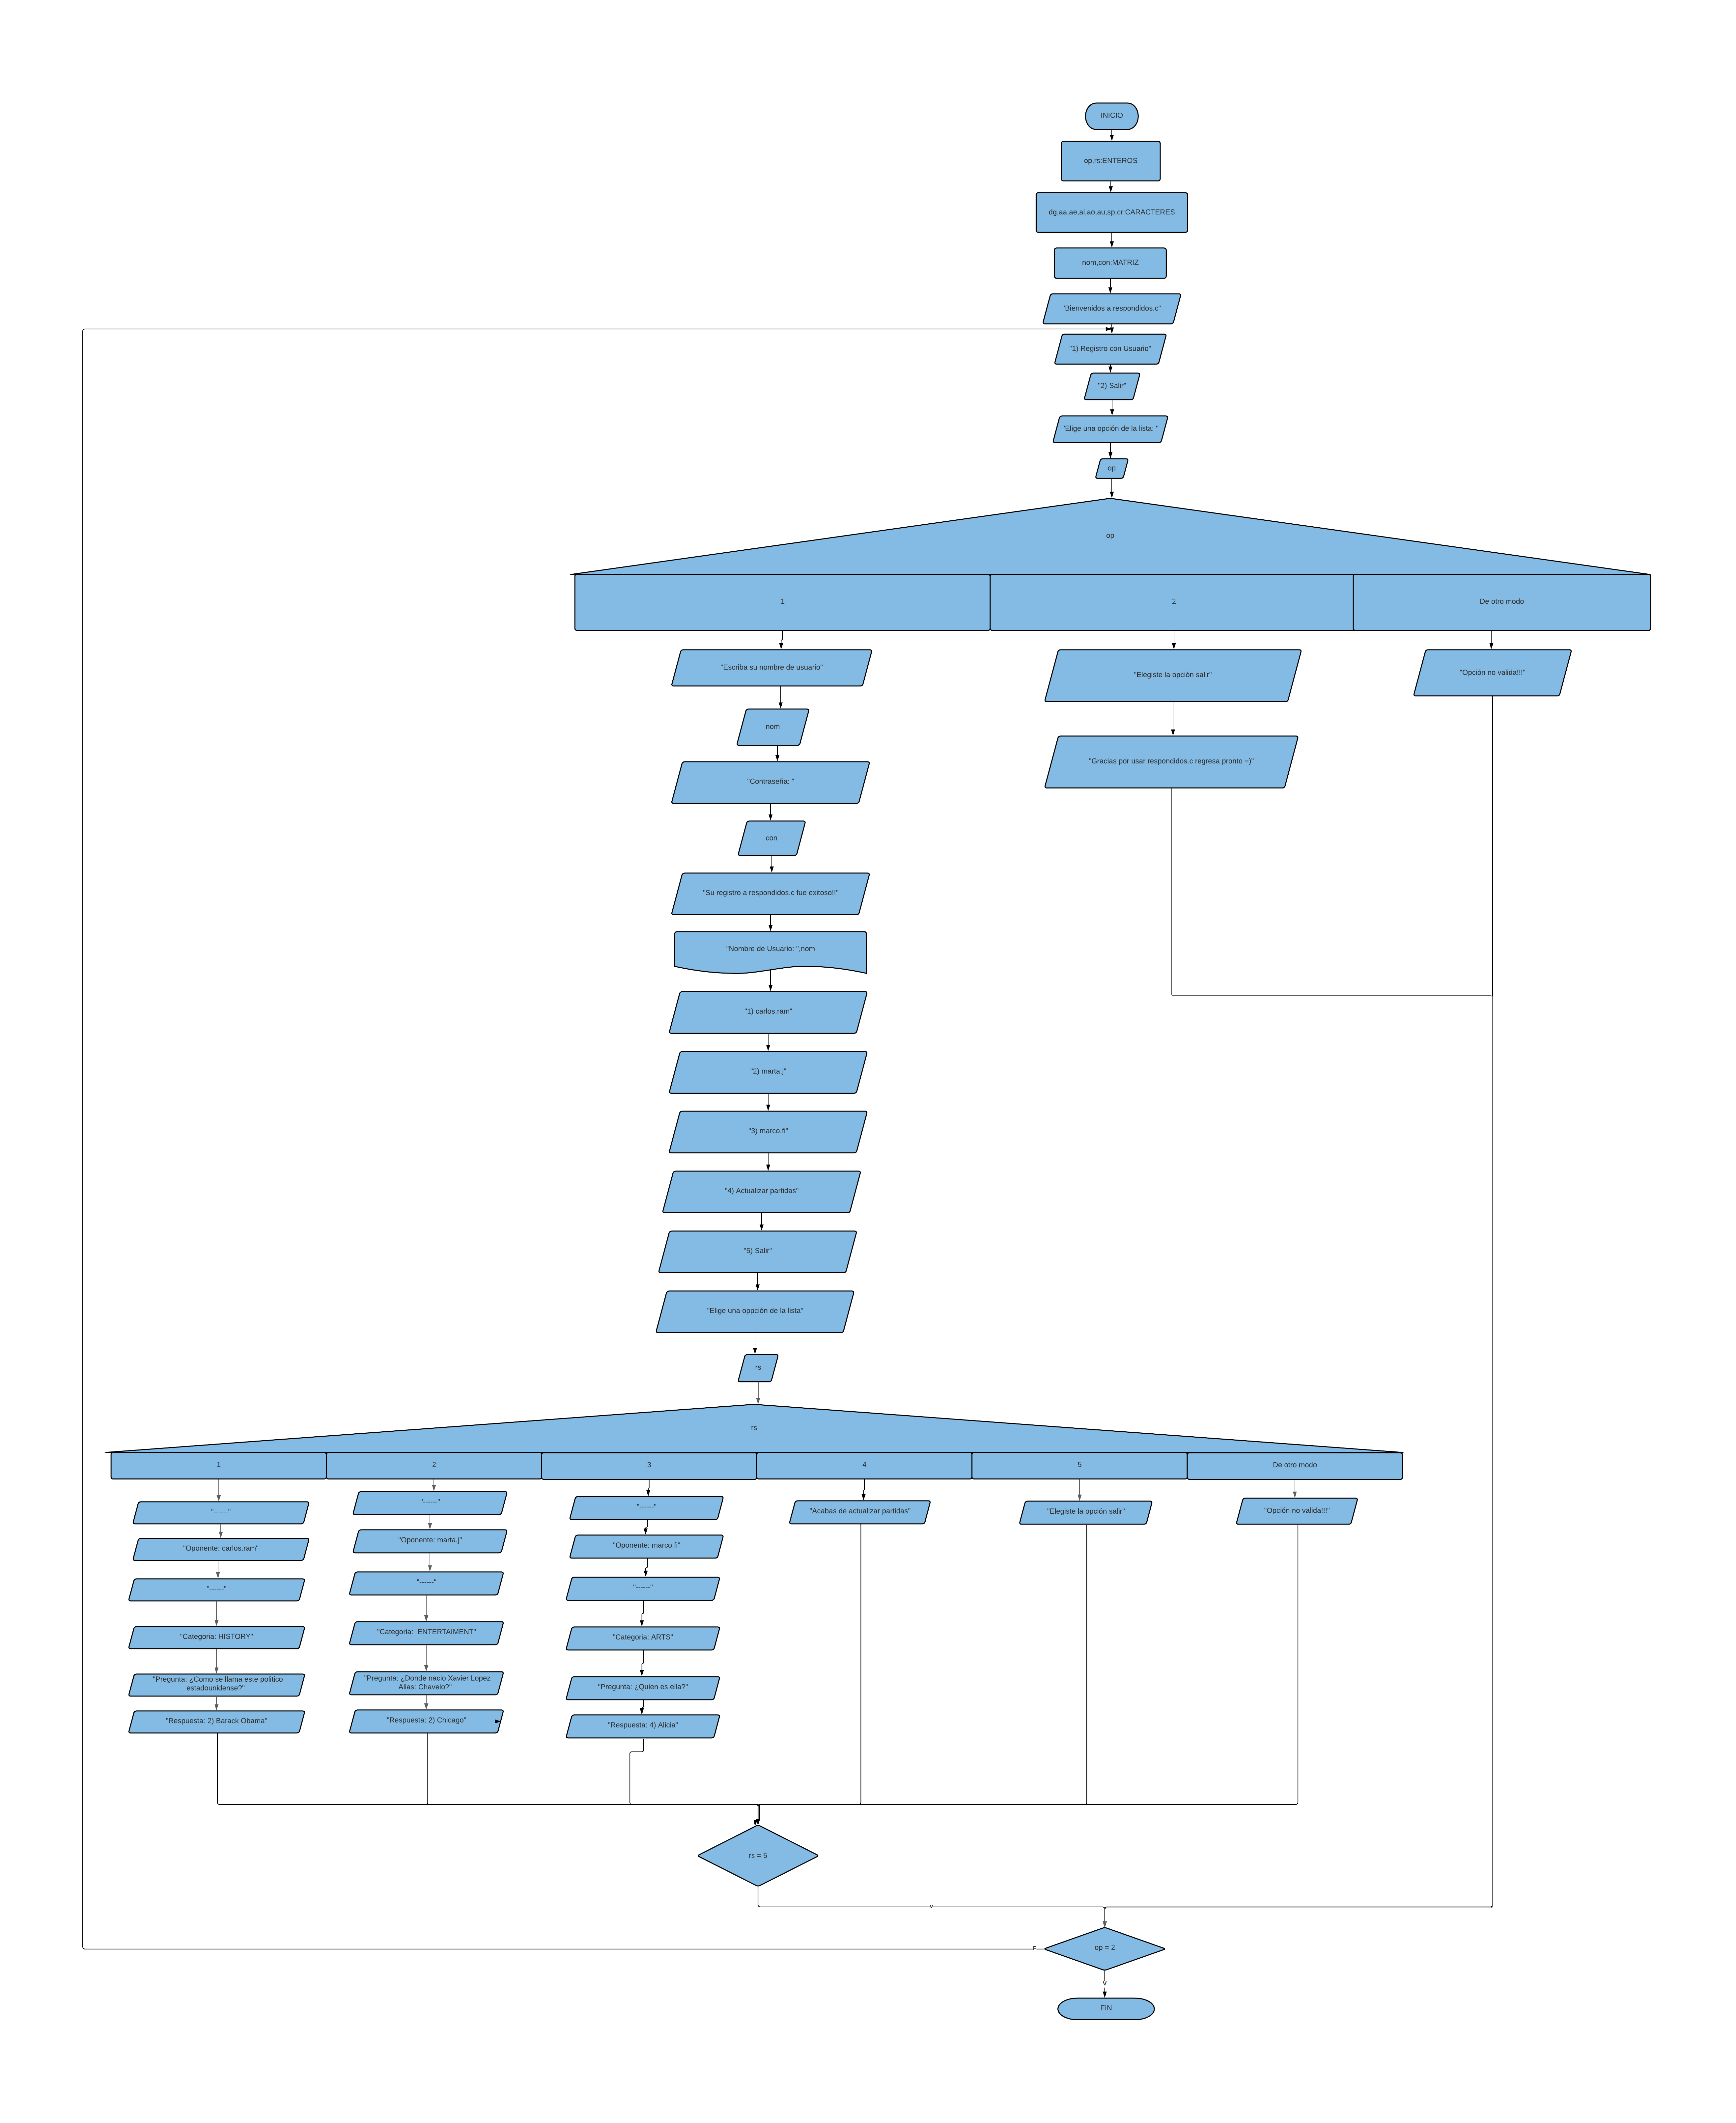 INICIO
op,rs:ENTEROS
dg,aa,ae,ai,ao,au,sp,cr:CARACTERES
nom,con:MATRIZ
"Bienvenidos a respondidos.c"
"1) Registro con Usuario"
"2) Salir"
"Elige una opción de la lista: "
op
op
1
2
De otro modo
"Escriba su nombre de usuario"
"Elegiste la opción salir"
"Opción no valida!!!"
nom
"Gracias por usar respondidos.c regresa pronto =)"
"Contraseña: "
con
"Su registro a respondidos.c fue exitoso!!"
"Nombre de Usuario: ",nom
"1) carlos.ram"
"2) marta.j"
"3) marco.fi"
"4) Actualizar partidas"
"5) Salir"
"Elige una oppción de la lista"
rs
rs
1
2
3
4
5
De otro modo
"------"
"Oponente: carlos.ram"
"------"
"Categoria: HISTORY"
"Pregunta: ¿Como se llama este politico
estadounidense?"
"Respuesta: 2) Barack Obama"
"------"
"Oponente: marta.j"
"------"
"Categoria:  ENTERTAIMENT"
"Pregunta: ¿Donde nacio Xavier Lopez
Alias: Chavelo?"
"Respuesta: 2) Chicago"
"------"
"Oponente: marco.fi"
"------"
"Categoria: ARTS"
"Pregunta: ¿Quien es ella?"
"Respuesta: 4) Alicia"
"Acabas de actualizar partidas"
"Elegiste la opción salir"
"Opción no valida!!!"
rs = 5
v
op = 2
F
V
FIN